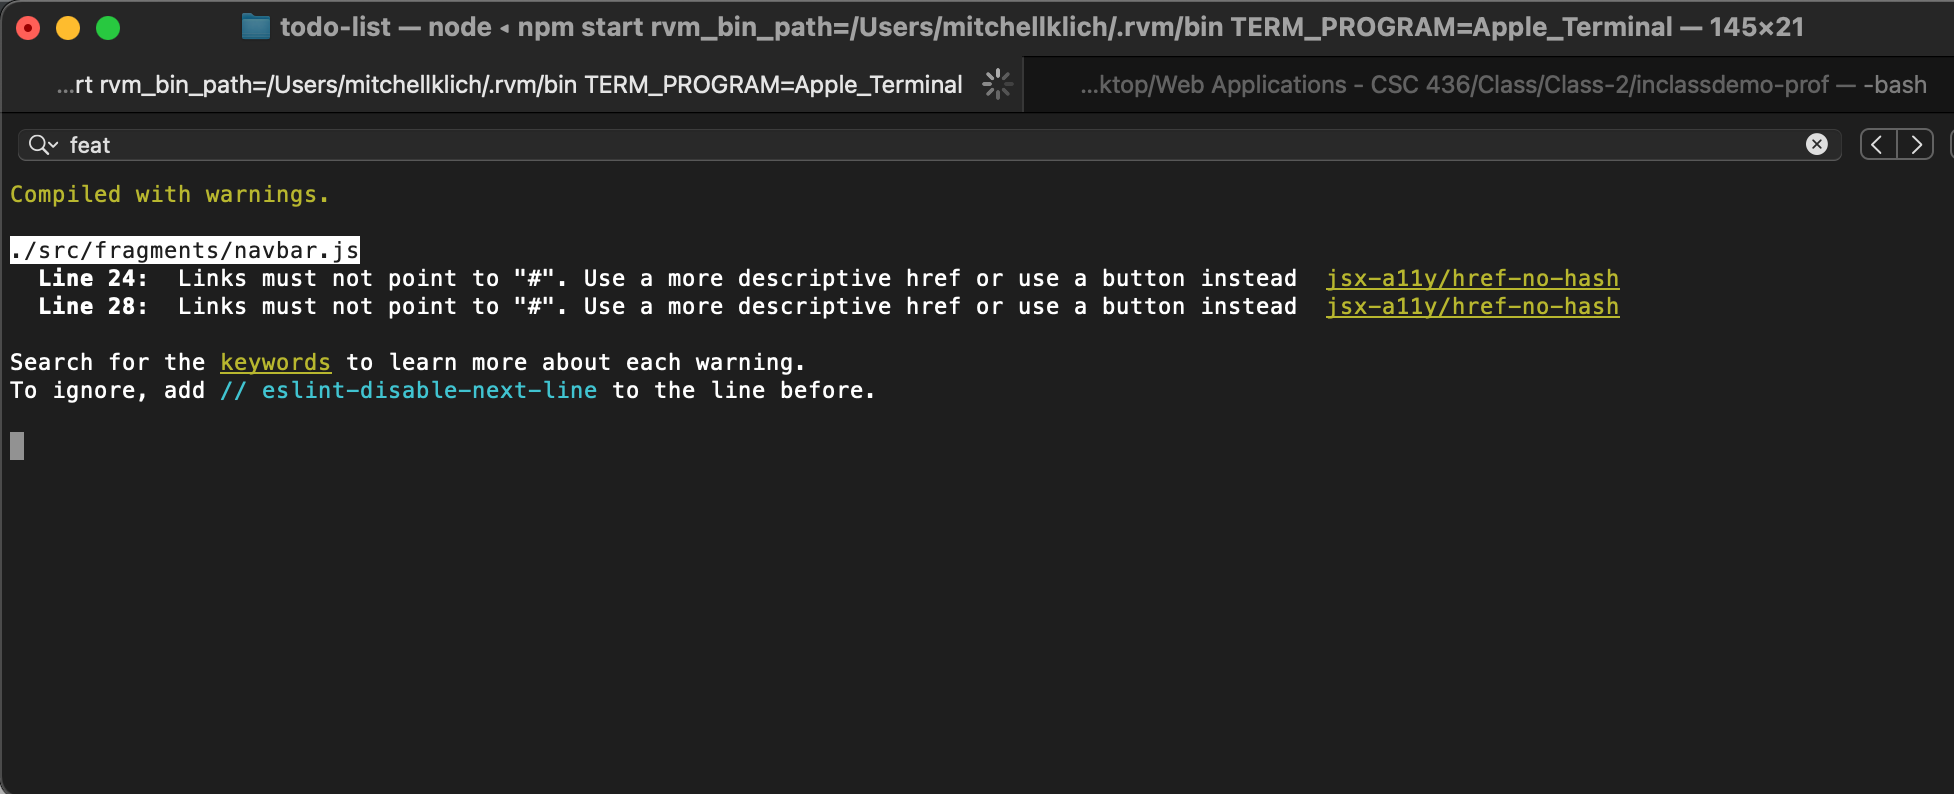 todo-list — node ◂ npm start rvm_bin_path=/Users/mitchellklich/.rvm/bin TERM_PROGRAM=Apple_Terminal — 145×21
...rt rvm_bin_path=/Users/mitchellklich/.rvm/bin TERM_PROGRAM=Apple_Terminal
...ktop/Web Applications - CSC 436/Class/Class-2/inclassdemo-prof — -bash
feat
Compiled with warnings.
./src/fragments/navbar.js
Line 24:  Links must not point to "#". Use a more descriptive href or use a button instead  jsx-a11y/href-no-hash
Line 28:  Links must not point to "#". Use a more descriptive href or use a button instead  jsx-a11y/href-no-hash
Search for the keywords to learn more about each warning.
To ignore, add // eslint-disable-next-line to the line before.